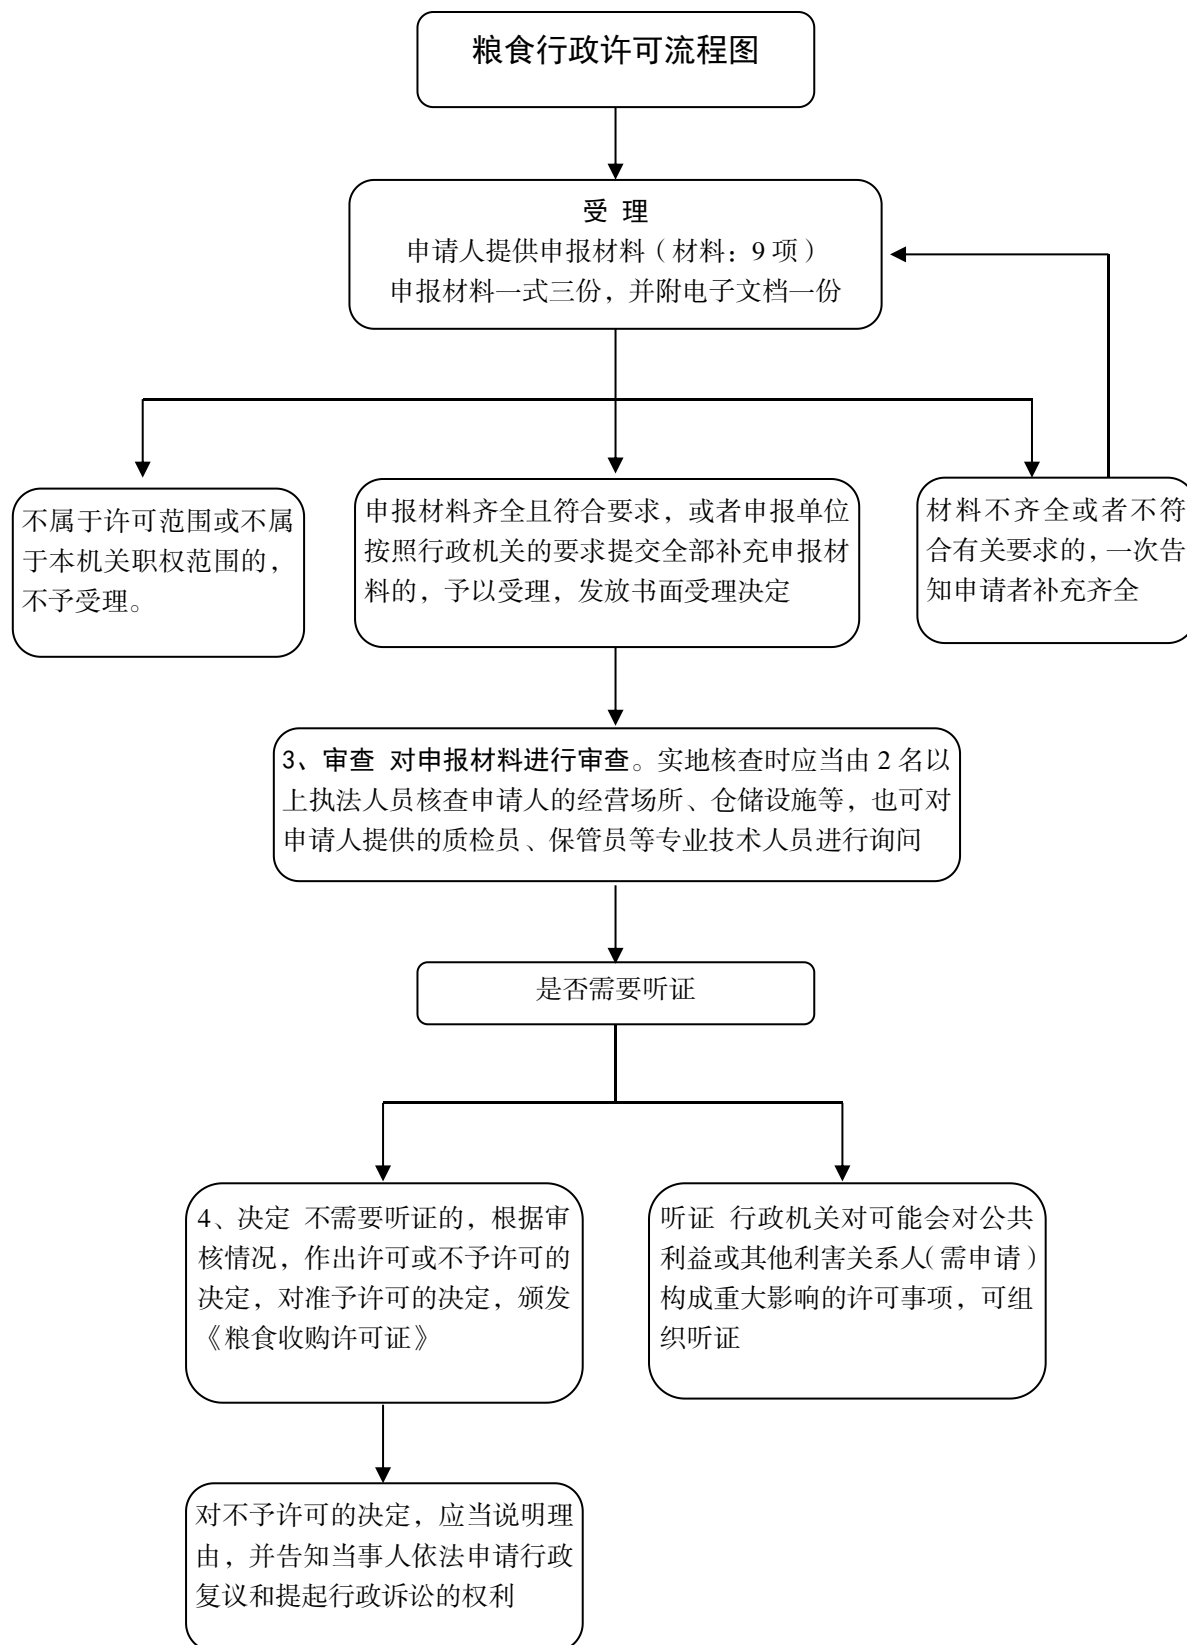 粮食行政许可流程图
受 理
申请人提供申报材料（材料：9 项）
申报材料一式三份，并附电子文档一份
不属于许可范围或不属
于本机关职权范围的，
不予受理。
申报材料齐全且符合要求，或者申报单位
按照行政机关的要求提交全部补充申报材
料的，予以受理，发放书面受理决定
材料不齐全或者不符
合有关要求的，一次告
知申请者补充齐全
3、审查 对申报材料进行审查。实地核查时应当由 2 名以
上执法人员核查申请人的经营场所、仓储设施等，也可对
申请人提供的质检员、保管员等专业技术人员进行询问
是否需要听证
4、决定 不需要听证的，根据审
核情况，作出许可或不予许可的
决定，对准予许可的决定，颁发
《粮食收购许可证》
听证 行政机关对可能会对公共
利益或其他利害关系人（需申请）
构成重大影响的许可事项，可组
织听证
对不予许可的决定，应当说明理
由，并告知当事人依法申请行政
复议和提起行政诉讼的权利